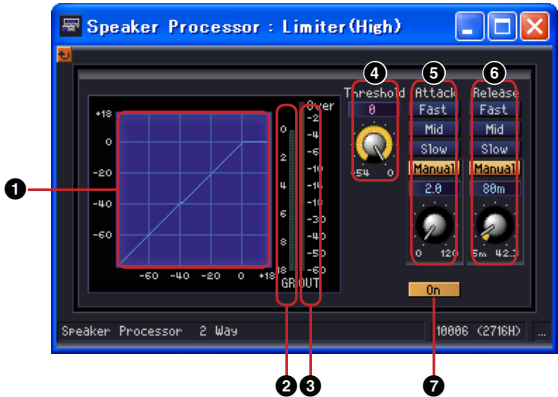 Speaker Processor : Limiter(High)
4 5 6
Threshold Attack Release
0 Fast Fast
Mid Mid
Slow Slow
-54 0 Manual Manual
2.0 80m
0 120 5m 42.3
On
+18
0
-20
-40
-60
-60 -40 -20 0 +18
0
2
4
6
8
18
GR
Over
-2
-4
-6
-10
-30
-40
-50
-60
OUT
1
Speaker Processor 2 Way 10006 (2716H) ...
2 3 7